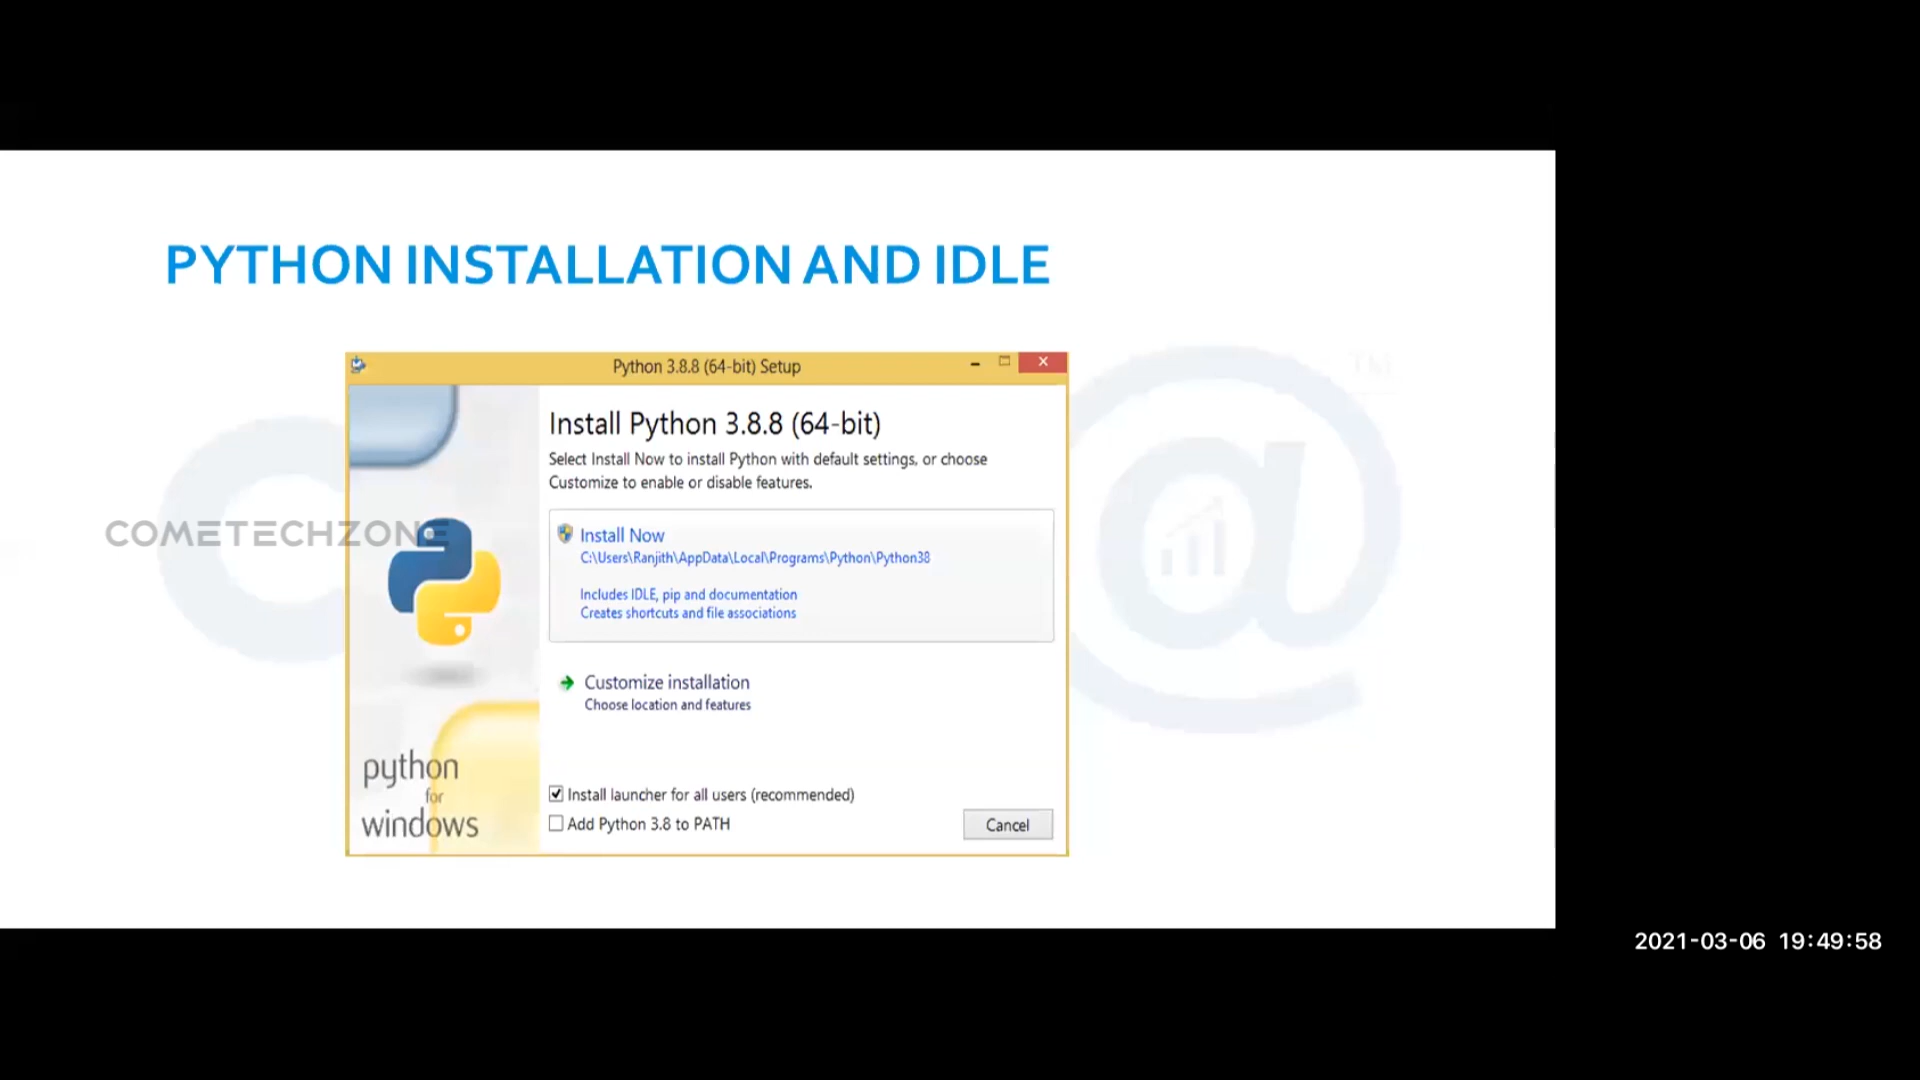 PYTHON INSTALLATION AND IDLE
Python 3.8.8 (64-bit) Setup
Install Python 3.8.8 (64-bit)
Select Install Now to install Python with default settings, or choose
Customize to enable or disable features.
Install Now
C:\Users\Ranjith\AppData\Local\Programs\Python\Python38
Includes IDLE, pip and documentation
Creates shortcuts and file associations
COMETECHZONE
Customize installation
Choose location and features
python
for
windows
Install launcher for all users (recommended)
Add Python 3.8 to PATH
Cancel
TM
2021-03-06 19:49:58